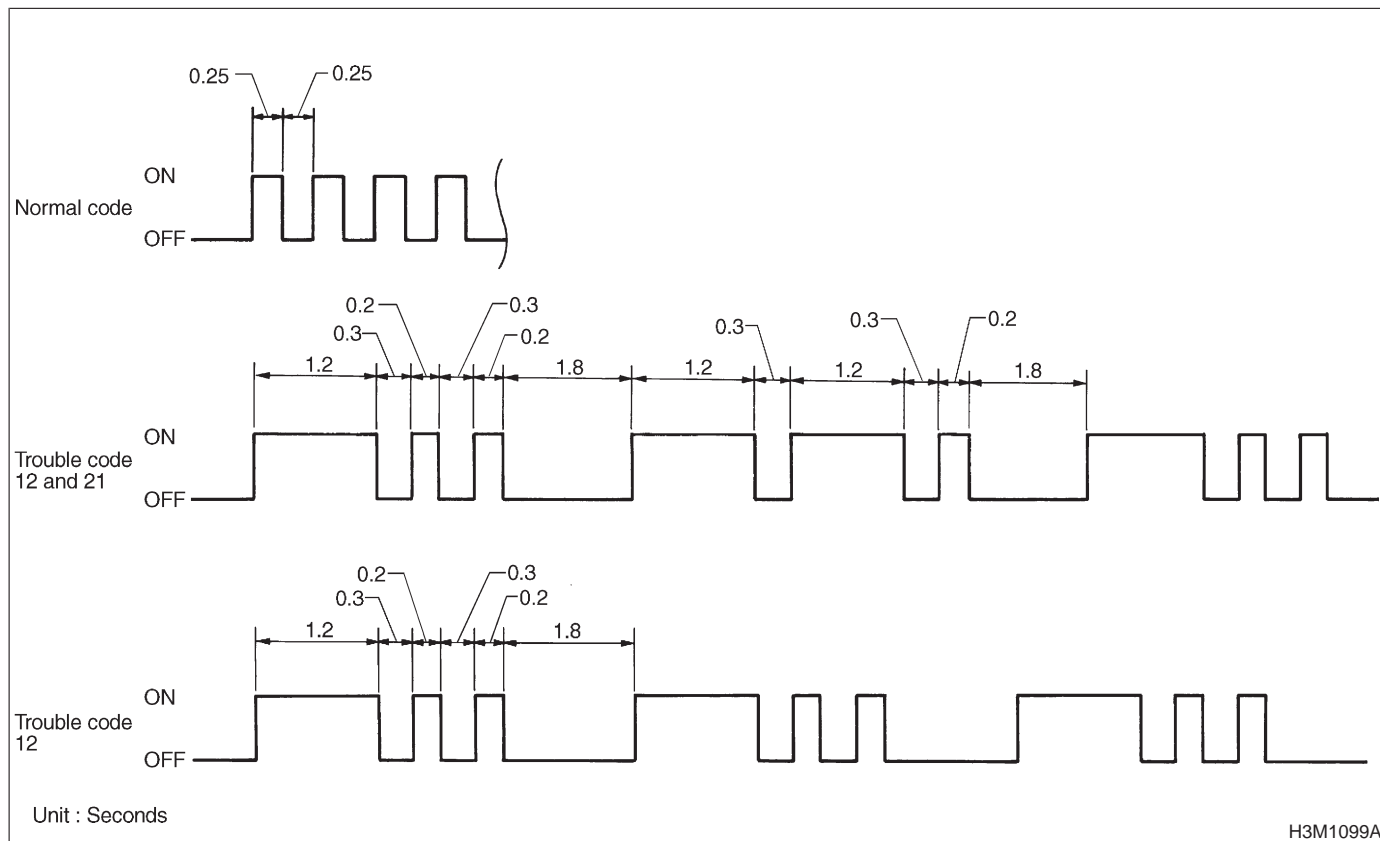 0.25 0.25
ON
Normal code
OFF
0.2 0.3
0.3 0.2 0.3 0.3 0.2
1.2 1.8 1.2 1.2 1.8
ON
Trouble code
12 and 21
OFF
0.2 0.3
0.3 0.2
1.2 1.8
ON
Trouble code
12
OFF
Unit : Seconds
H3M1099A